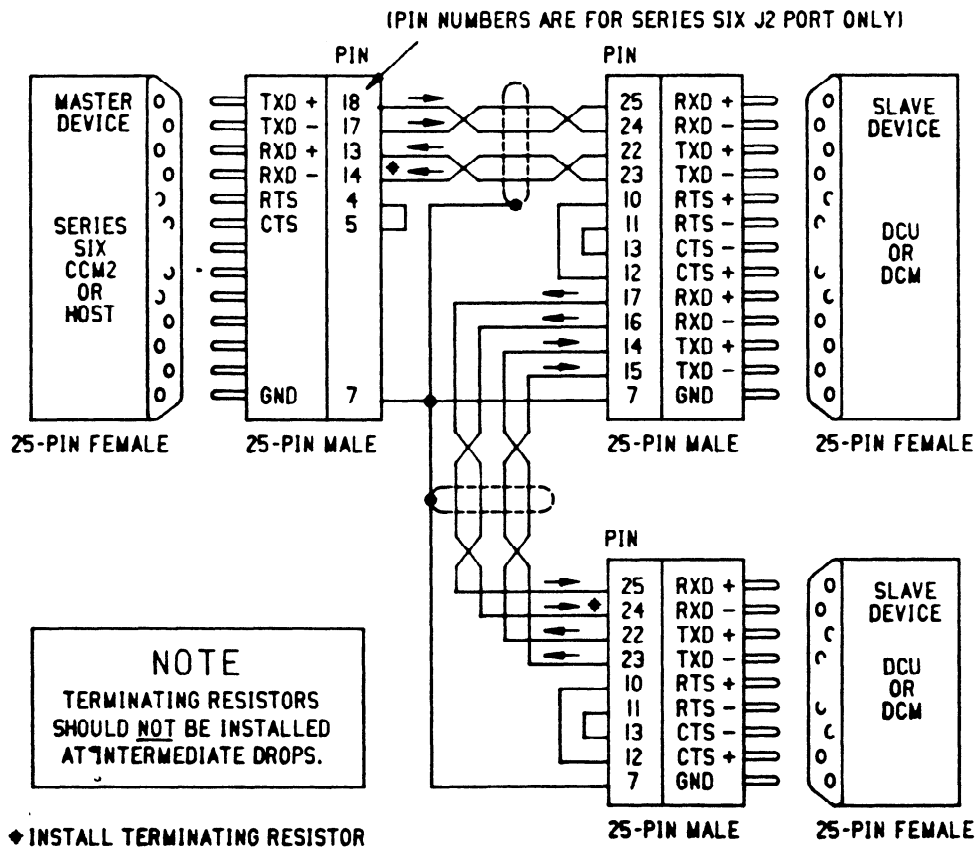 (PIN NUMBERS ARE FOR SERIES SIX J2 PORT ONLY)
PIN
PIN
MASTER
DEVICE
SERIES
SIX
CCM2
OR
HOST
25-PIN FEMALE
TXD + 18
TXD - 17
RXD + 13
RXD - 14
RTS 4
CTS 5
GND 7
25-PIN MALE
25 RXD +
24 RXD -
22 TXD +
23 TXD -
10 RTS +
11 RTS -
13 CTS -
12 CTS +
17 RXD +
16 RXD -
14 TXD +
15 TXD -
7 GND
25-PIN MALE
SLAVE
DEVICE
DCU
OR
DCM
25-PIN FEMALE
PIN
25 RXD +
24 RXD -
22 TXD +
23 TXD -
10 RTS +
11 RTS -
13 CTS -
12 CTS +
7 GND
25-PIN MALE
SLAVE
DEVICE
DCU
OR
DCM
25-PIN FEMALE
NOTE
TERMINATING RESISTORS
SHOULD NOT BE INSTALLED
AT INTERMEDIATE DROPS.
◆ INSTALL TERMINATING RESISTOR